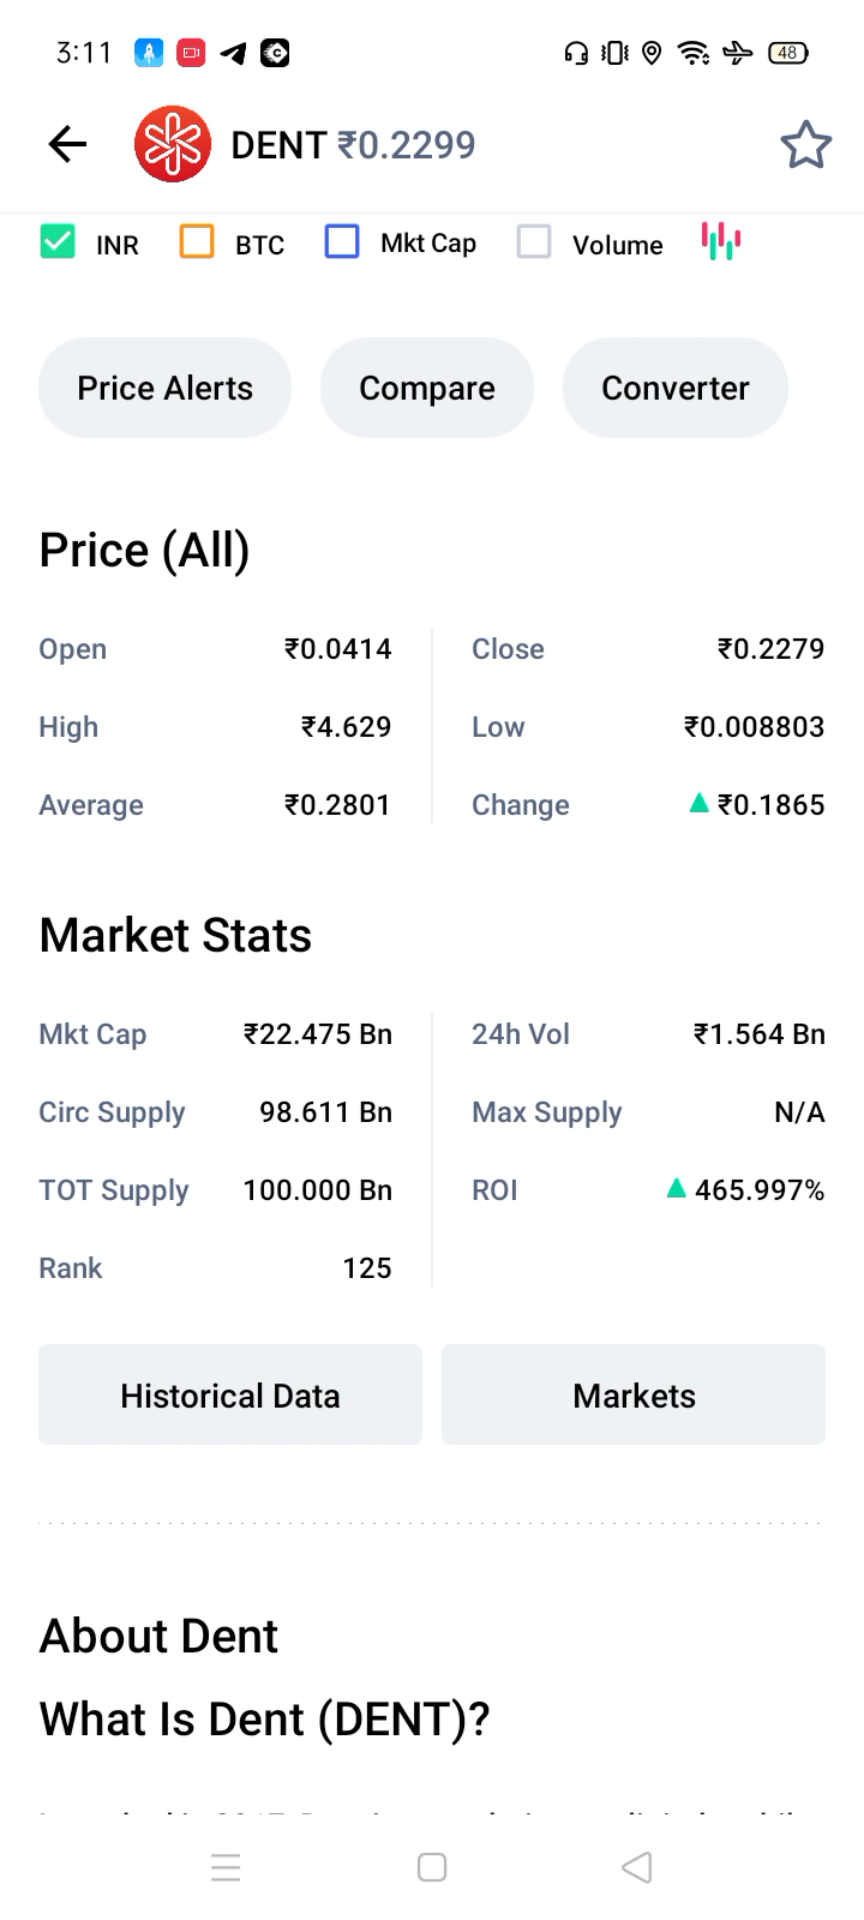 3:11
48
DENT ₹0.2299
INR BTC Mkt Cap Volume
Price Alerts Compare Converter
Price (All)
Open ₹0.0414 Close ₹0.2279
High ₹4.629 Low ₹0.008803
Average ₹0.2801 Change ₹0.1865
Market Stats
Mkt Cap ₹22.475 Bn 24h Vol ₹1.564 Bn
Circ Supply 98.611 Bn Max Supply N/A
TOT Supply 100.000 Bn ROI 465.997%
Rank 125
Historical Data Markets
About Dent
What Is Dent (DENT)?